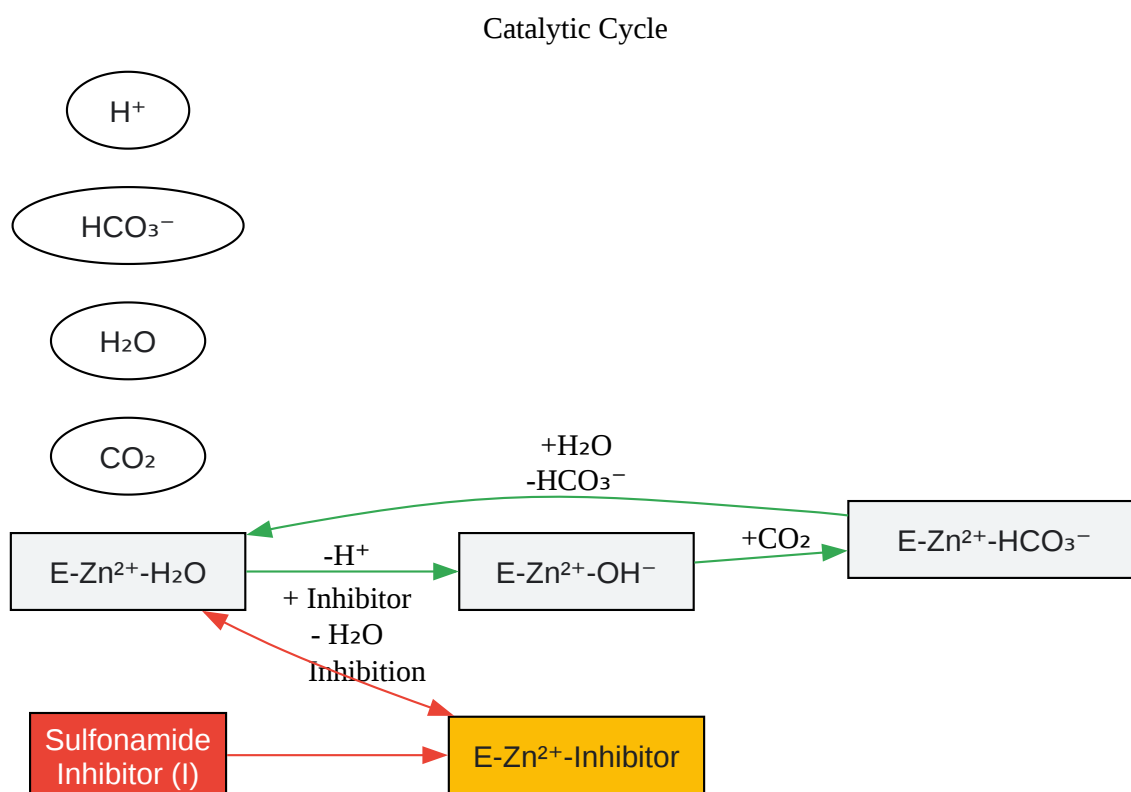 Catalytic Cycle
H⁺
HCO₃⁻
H₂O
CO₂
+H₂O
-HCO₃⁻
E-Zn²⁺-H₂O
-H⁺
E-Zn²⁺-OH⁻
+CO₂
E-Zn²⁺-HCO₃⁻
+ Inhibitor
- H₂O
Inhibition
Sulfonamide
Inhibitor (I)
E-Zn²⁺-Inhibitor